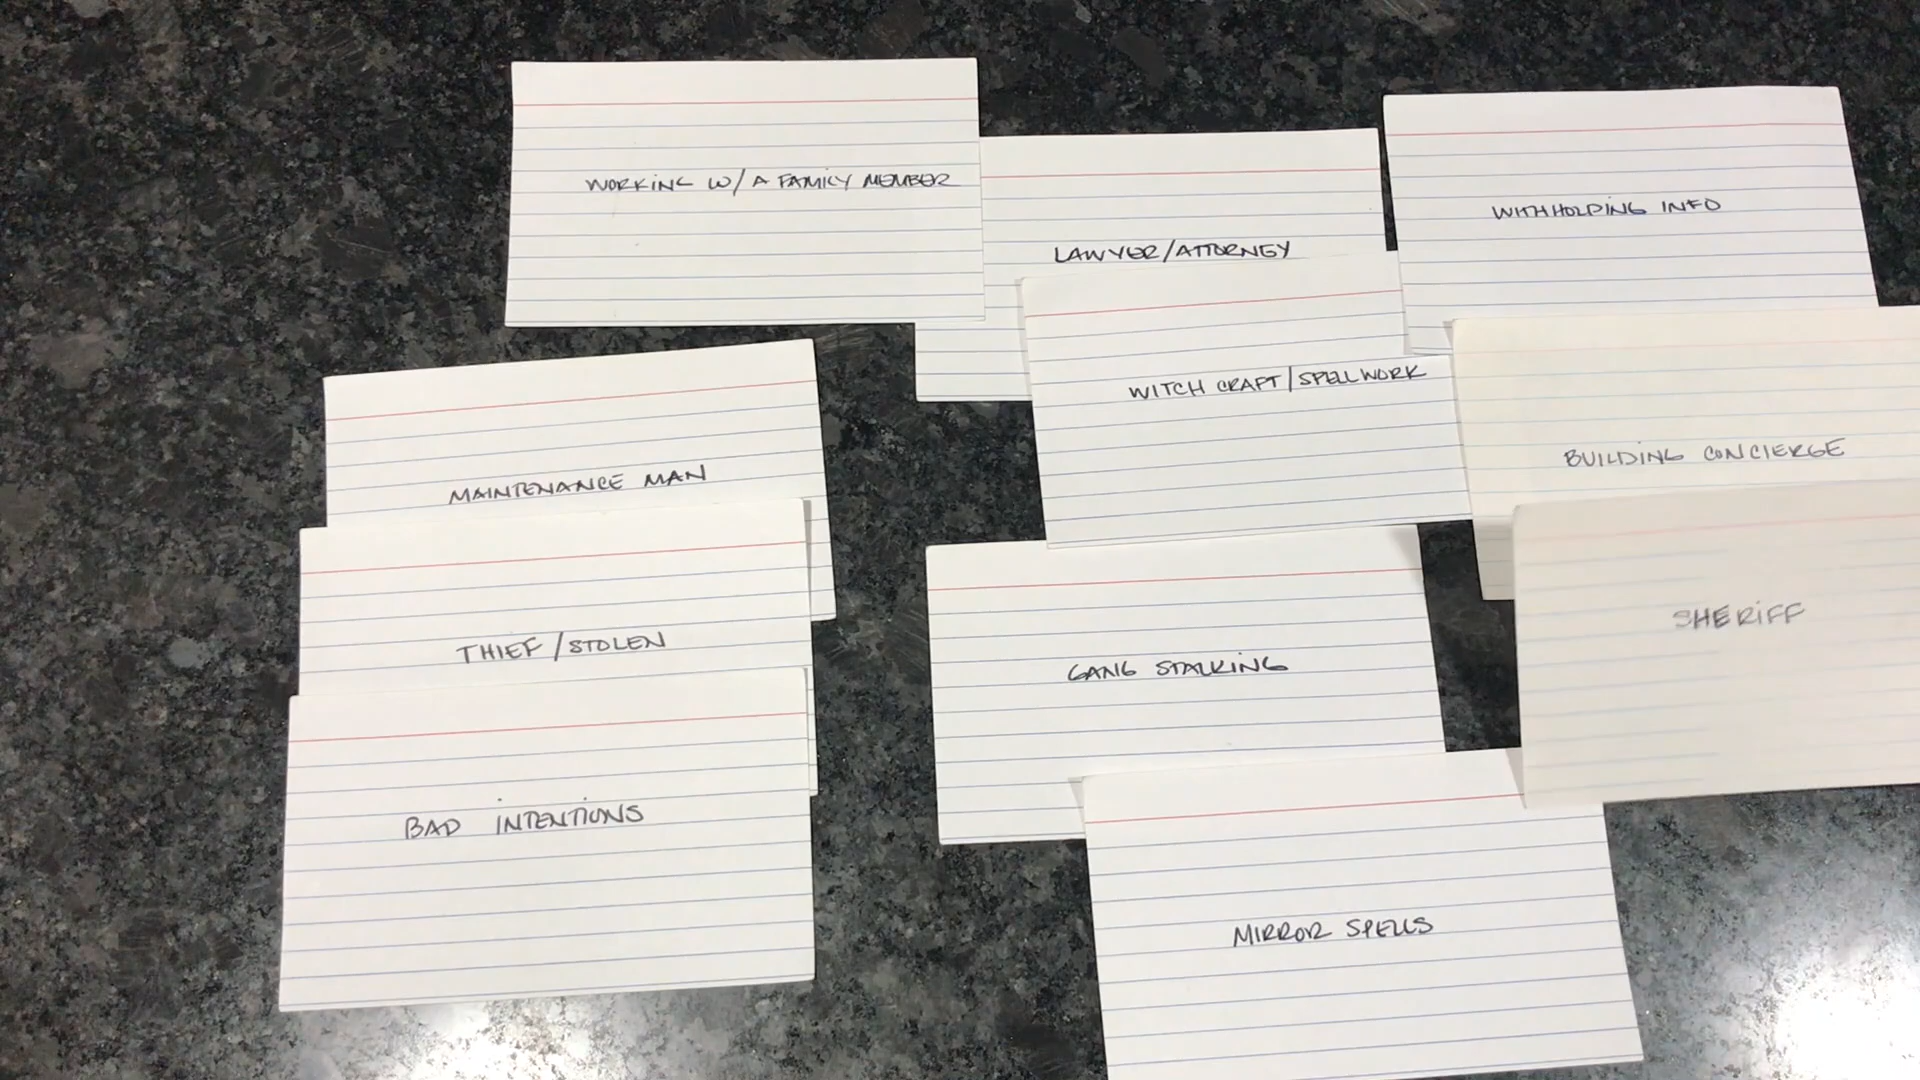 WORKING W/A FAMILY MEMBER
LAWYER/ATTORNEY
WITHHOLDING INFO
WITCH CRAFT/SPELLWORK
BUILDING CONCIERGE
MAINTENANCE MAN
THIEF/STOLEN
BAD INTENTIONS
GANG STALKING
SHERIFF
MIRROR SPELLS